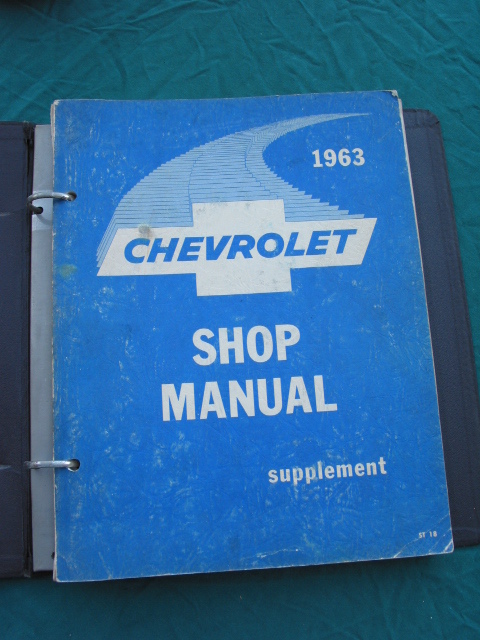 1963
CHEVROLET
SHOP
MANUAL
supplement
ST 18